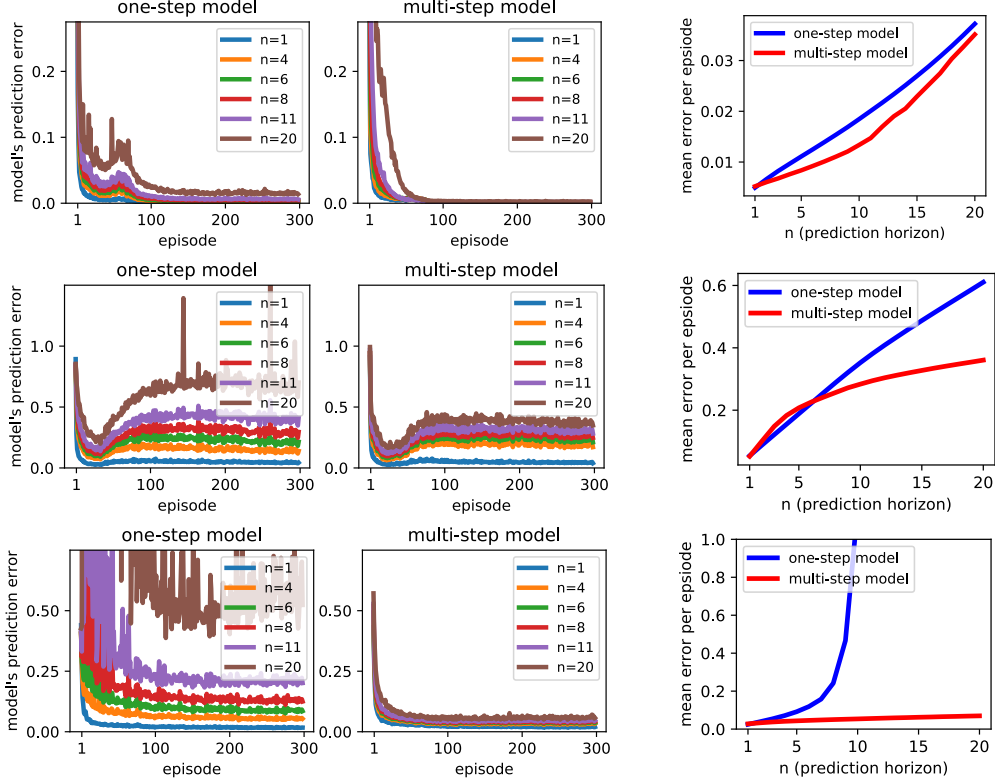 one-step model
model's prediction error
0.2
0.1
0.0
n=1
n=4
n=6
n=8
n=11
n=20
1
100
200
300
episode
multi-step model
0.2
0.1
0.0
n=1
n=4
n=6
n=8
n=11
n=20
1
100
200
300
episode
mean error per epsiode
0.03
0.02
0.01
one-step model
multi-step model
1
5
10
15
20
n (prediction horizon)
one-step model
model's prediction error
1.0
0.5
0.0
n=1
n=4
n=6
n=8
n=11
n=20
1
100
200
300
episode
multi-step model
1.0
0.5
0.0
n=1
n=4
n=6
n=8
n=11
n=20
1
100
200
300
episode
mean error per epsiode
0.6
0.4
0.2
one-step model
multi-step model
1
5
10
15
20
n (prediction horizon)
one-step model
model's prediction error
0.50
0.25
0.00
n=1
n=4
n=6
n=8
n=11
n=20
1
100
200
300
episode
multi-step model
0.50
0.25
0.00
n=1
n=4
n=6
n=8
n=11
n=20
1
100
200
300
episode
mean error per epsiode
1.0
0.8
0.6
0.4
0.2
0.0
one-step model
multi-step model
1
5
10
15
20
n (prediction horizon)